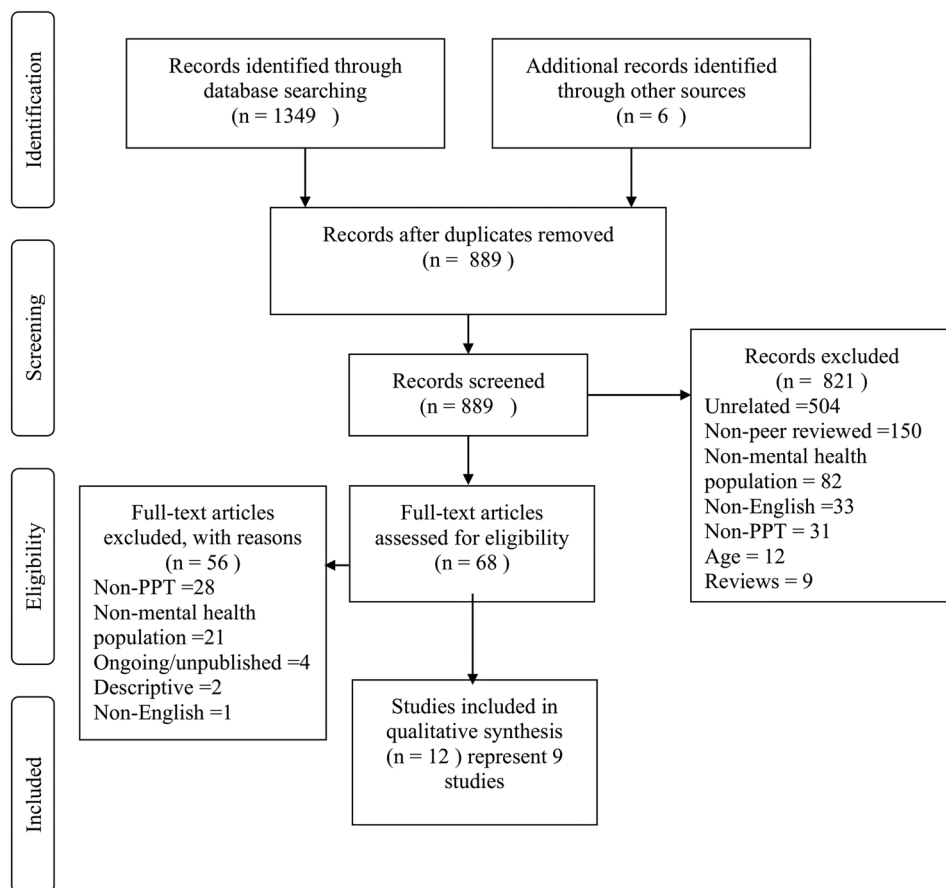 Identification
Records identified through
database searching
(n = 1349   )
Additional records identified
through other sources
(n = 6  )
Records after duplicates removed
(n =  889 )
Screening
Records screened
(n = 889   )
Records excluded
(n =  821 )
Unrelated =504
Non-peer reviewed =150
Non-mental health
population = 82
Non-English =33
Non-PPT = 31
Age = 12
Reviews = 9
Eligibility
Full-text articles
assessed for eligibility
(n = 68 )
Full-text articles
excluded, with reasons
(n = 56 )
Non-PPT =28
Non-mental health
population =21
Ongoing/unpublished =4
Descriptive =2
Non-English =1
Included
Studies included in
qualitative synthesis
(n = 12 ) represent 9
studies